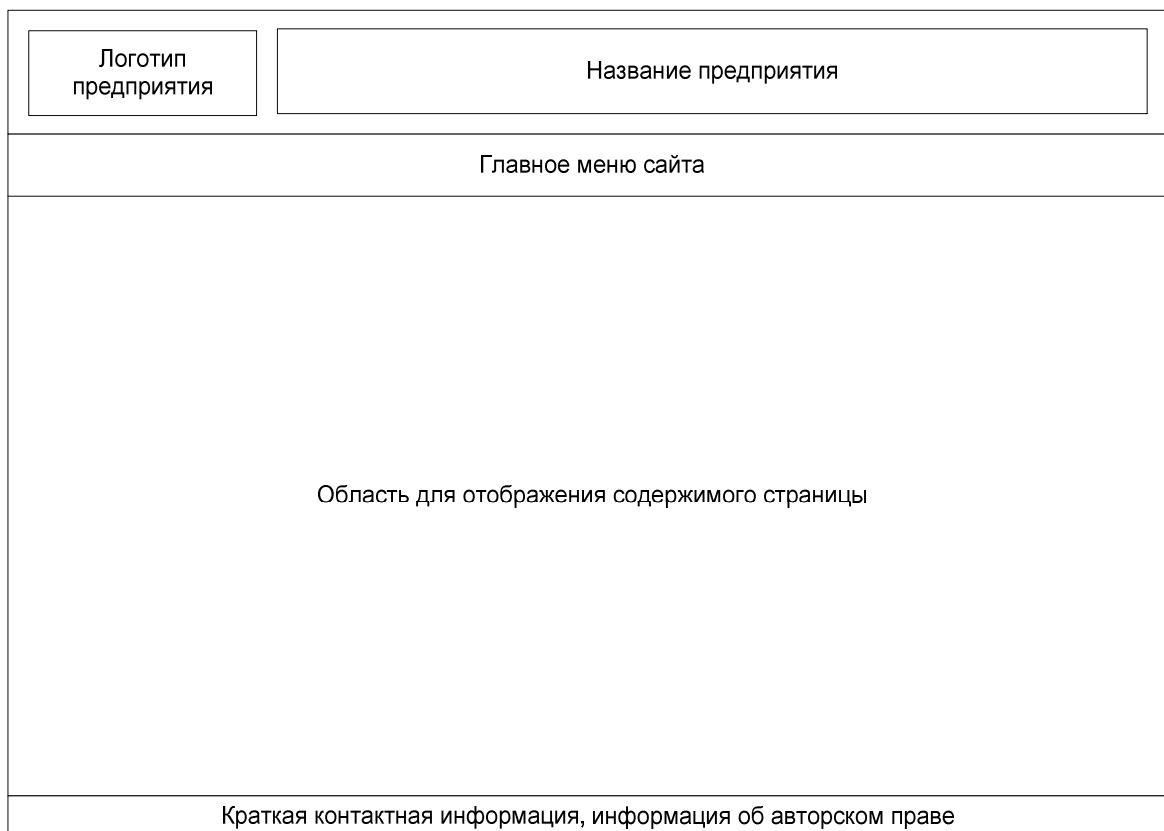 Логотип
предприятия
Название предприятия
Главное меню сайта
Область для отображения содержимого страницы
Краткая контактная информация, информация об авторском праве